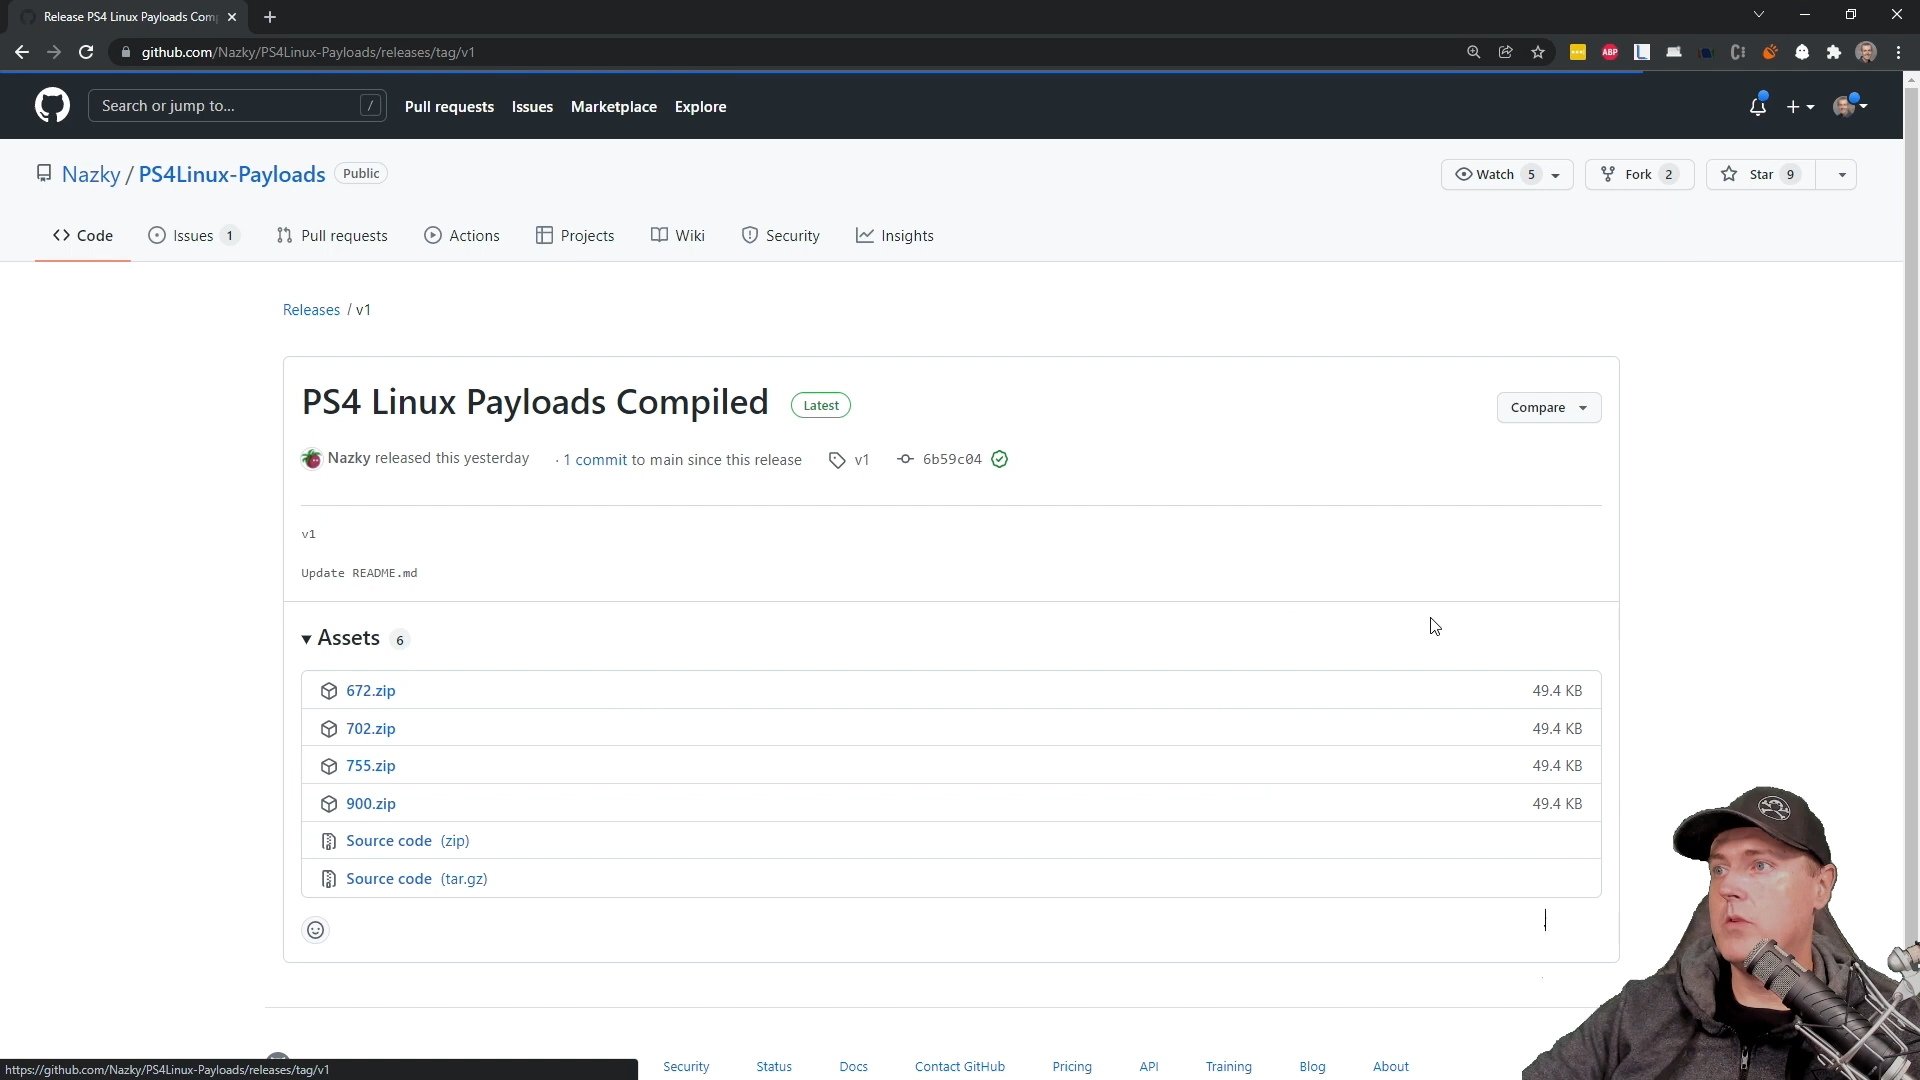 Release PS4 Linux Payloads Com
github.com/Nazky/PS4Linux-Payloads/releases/tag/v1
ABP
Search or jump to...
/
Pull requests
Issues
Marketplace
Explore
Nazky / PS4Linux-Payloads
Public
Watch 5
Fork 2
Star 9
Code
Issues 1
Pull requests
Actions
Projects
Wiki
Security
Insights
Releases / v1
PS4 Linux Payloads Compiled
Latest
Compare
Nazky released this yesterday
· 1 commit to main since this release
v1
6b59c04
v1
Update README.md
Assets 6
672.zip 49.4 KB
702.zip 49.4 KB
755.zip 49.4 KB
900.zip 49.4 KB
Source code (zip)
Source code (tar.gz)
https://github.com/Nazky/PS4Linux-Payloads/releases/tag/v1
Security
Status
Docs
Contact GitHub
Pricing
API
Training
Blog
About